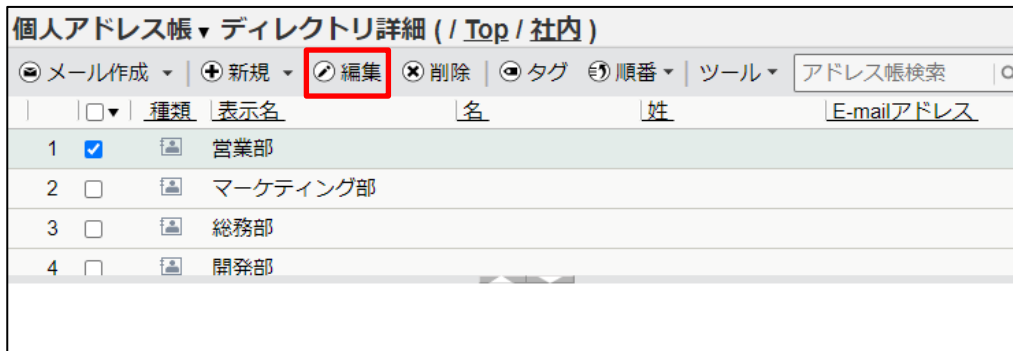 個人アドレス帳▼ ディレクトリ詳細 ( / Top / 社内 )
メール作成 ▼ | 新規 ▼ 編集 削除 | タグ 順番▼ | ツール▼ アドレス帳検索
▼ 種類 表示名 名 姓 E-mailアドレス
1 営業部
2 マーケティング部
3 総務部
4 開発部